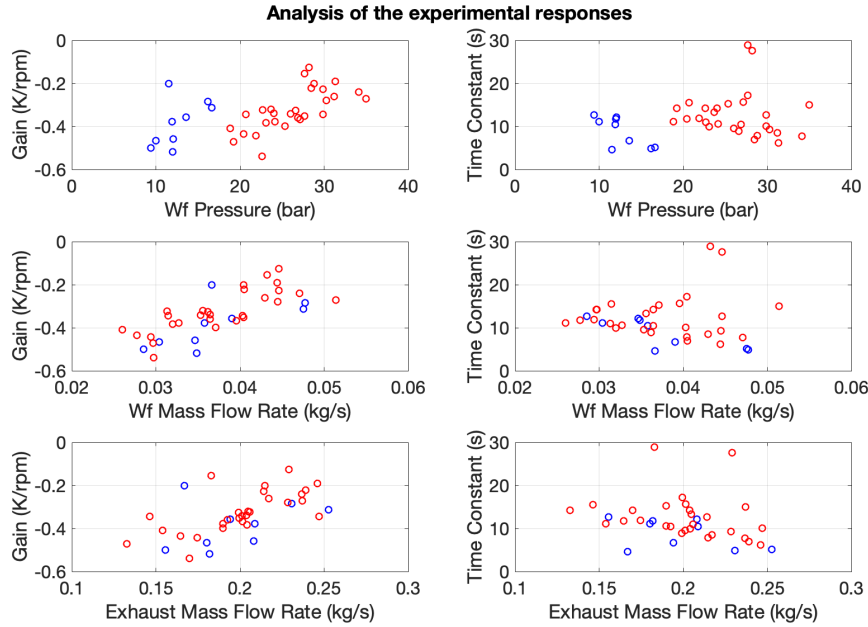 Analysis of the experimental responses
0
-0.2
-0.4
-0.6
Gain (K/rpm)
0 10 20 30 40
Wf Pressure (bar)
30
20
10
0
Time Constant (s)
0 10 20 30 40
Wf Pressure (bar)
0
-0.2
-0.4
-0.6
Gain (K/rpm)
0.02 0.03 0.04 0.05 0.06
Wf Mass Flow Rate (kg/s)
30
20
10
0
Time Constant (s)
0.02 0.03 0.04 0.05 0.06
Wf Mass Flow Rate (kg/s)
0
-0.2
-0.4
-0.6
Gain (K/rpm)
0.1 0.15 0.2 0.25 0.3
Exhaust Mass Flow Rate (kg/s)
30
20
10
0
Time Constant (s)
0.1 0.15 0.2 0.25 0.3
Exhaust Mass Flow Rate (kg/s)